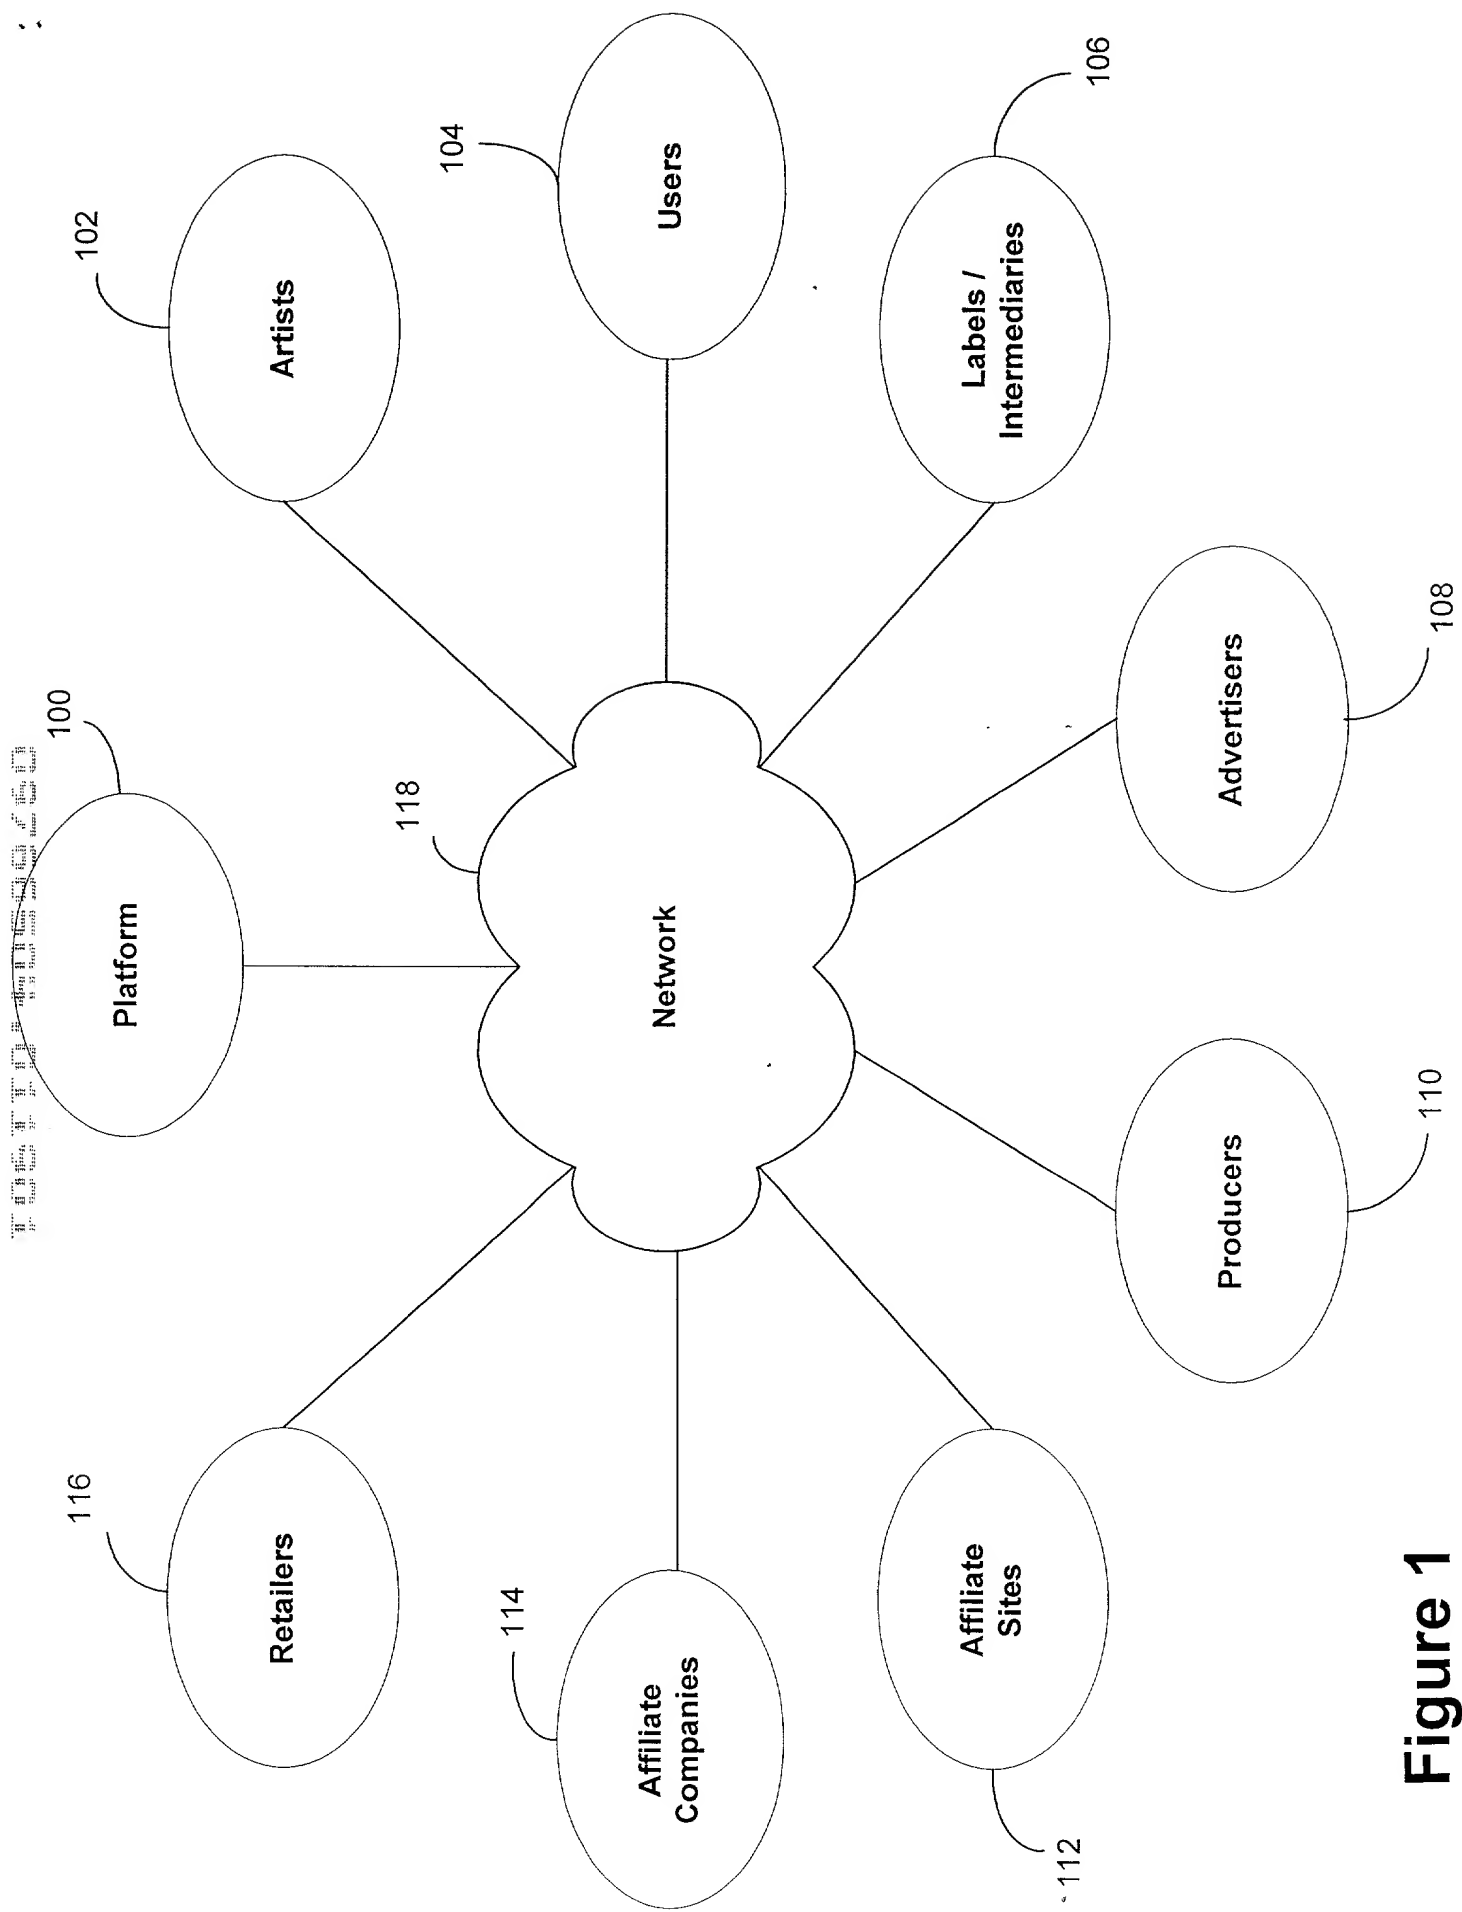 100
Platform
116
102
Retailers
Artists
118
114
104
Affiliate
Companies
Network
Users
Affiliate
Sites
Labels /
Intermediaries
112
106
Producers
Advertisers
110
108
Figure 1